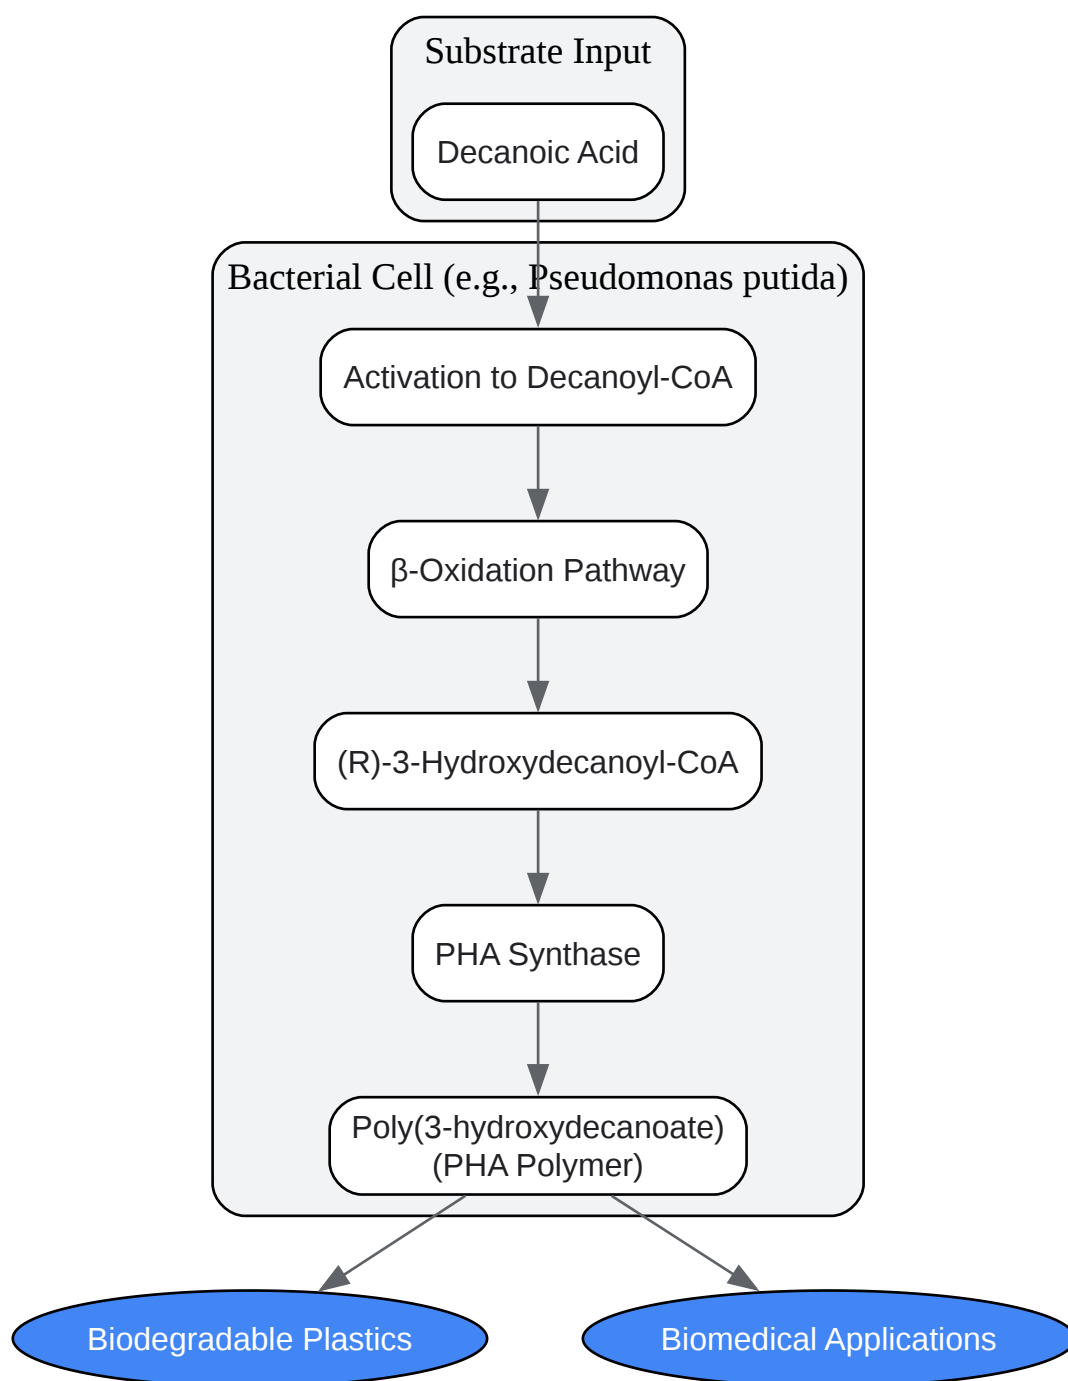 Substrate Input
Decanoic Acid
Bacterial Cell (e.g., Pseudomonas putida)
Activation to Decanoyl-CoA
β-Oxidation Pathway
(R)-3-Hydroxydecanoyl-CoA
PHA Synthase
Poly(3-hydroxydecanoate)
(PHA Polymer)
Biodegradable Plastics
Biomedical Applications